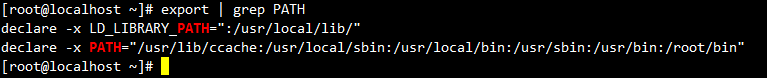 [root@localhost ~]# export | grep PATH
declare -x LD_LIBRARY_PATH=":/usr/local/lib/"
declare -x PATH="/usr/lib/ccache:/usr/local/sbin:/usr/local/bin:/usr/sbin:/usr/bin:/root/bin"
[root@localhost ~]#